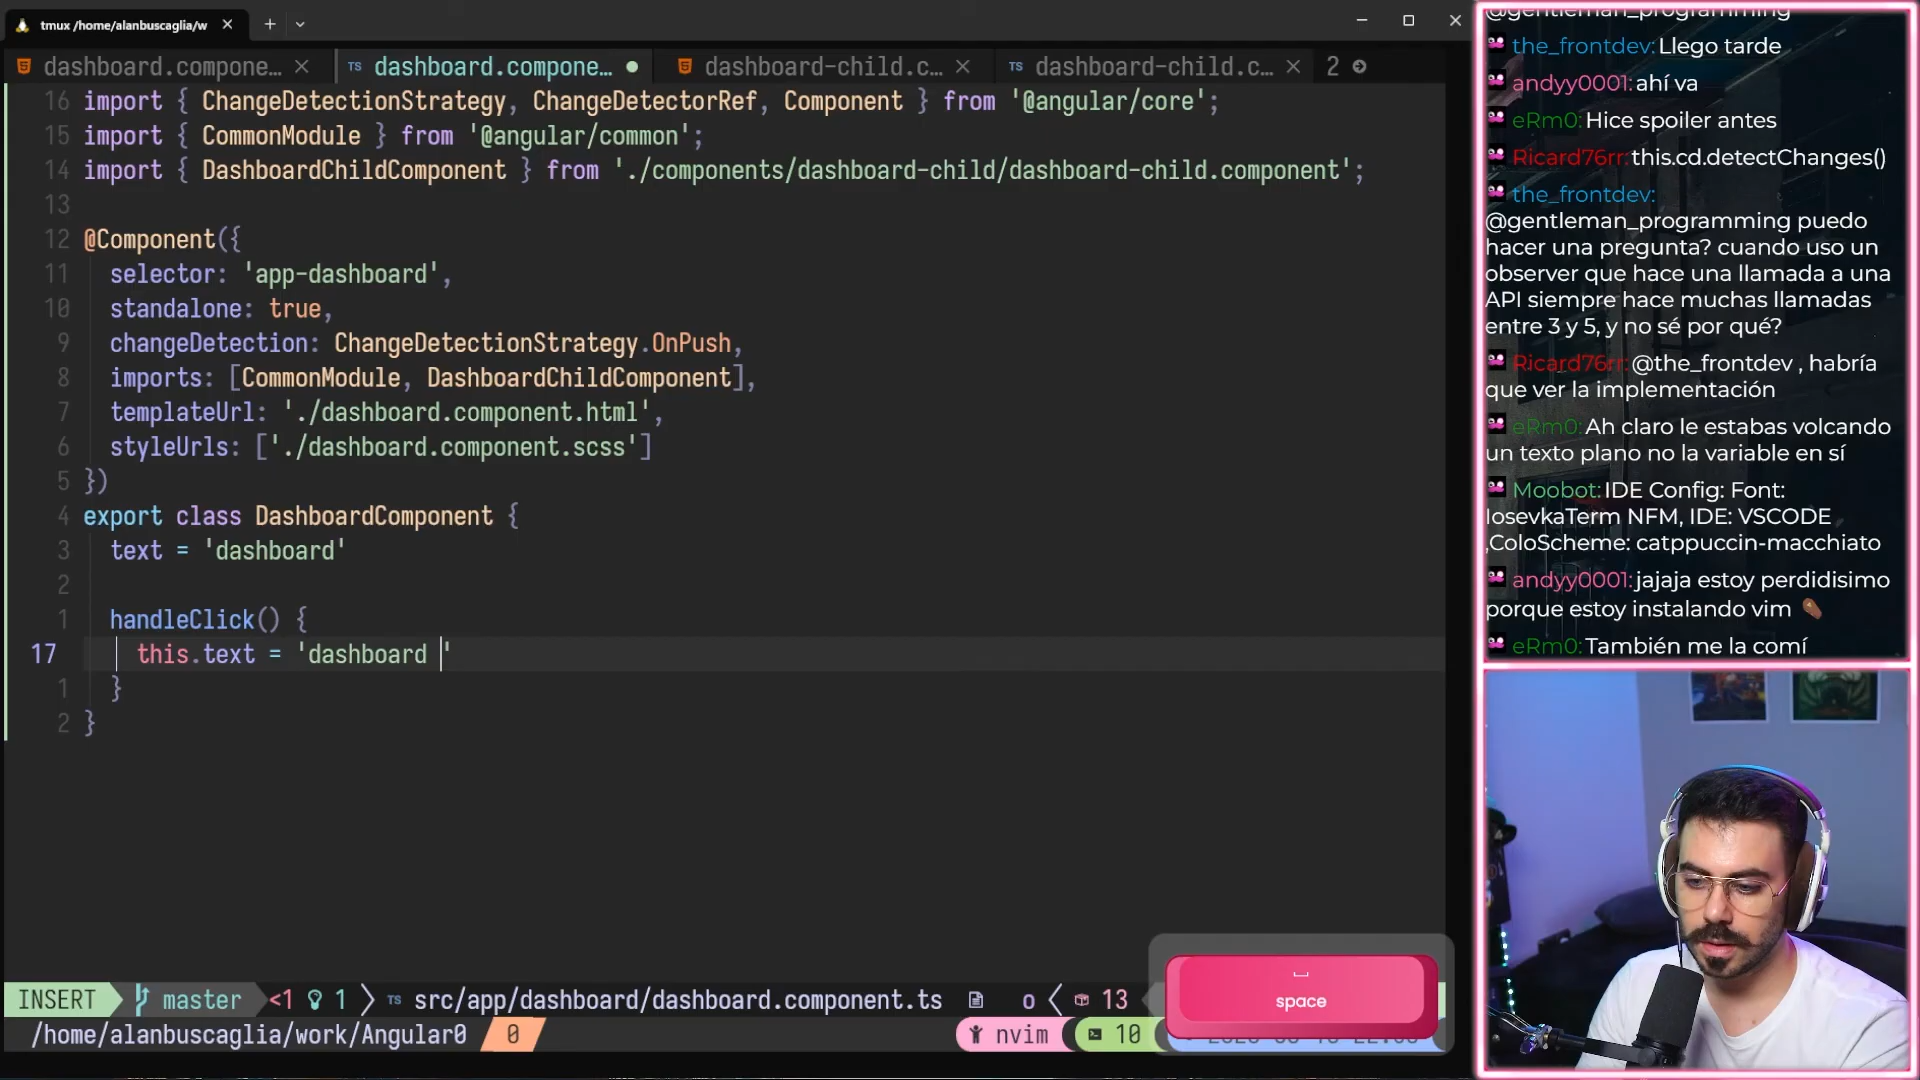 tmux /home/alanbuscaglia/w
dashboard.compone…
TS dashboard.compone…
dashboard-child.c…
TS dashboard-child.c…
2
16 import { ChangeDetectionStrategy, ChangeDetectorRef, Component } from '@angular/core';
15 import { CommonModule } from '@angular/common';
14 import { DashboardChildComponent } from './components/dashboard-child/dashboard-child.component';
13
12 @Component({
11 selector: 'app-dashboard',
10 standalone: true,
9 changeDetection: ChangeDetectionStrategy.OnPush,
8 imports: [CommonModule, DashboardChildComponent],
7 templateUrl: './dashboard.component.html',
6 styleUrls: ['./dashboard.component.scss']
5 })
4 export class DashboardComponent {
3 text = 'dashboard'
2
1 handleClick() {
17 this.text = 'dashboard '
1 }
2 }
INSERT master <1 1 TS src/app/dashboard/dashboard.component.ts 13
/home/alanbuscaglia/work/Angular0 0 nvim 10
space
@gentleman_programming
the_frontdev: Llego tarde
andyy0001: ahí va
eRm0: Hice spoiler antes
Ricard76rr: this.cd.detectChanges()
the_frontdev:
@gentleman_programming puedo
hacer una pregunta? cuando uso un
observer que hace una llamada a una
API siempre hace muchas llamadas
entre 3 y 5, y no sé por qué?
Ricard76rr: @the_frontdev , habría
que ver la implementación
eRm0: Ah claro le estabas volcando
un texto plano no la variable en sí
Moobot: IDE Config: Font:
IosevkaTerm NFM, IDE: VSCODE
,ColoScheme: catppuccin-macchiato
andyy0001: jajaja estoy perdidisimo
porque estoy instalando vim
eRm0: También me la comí